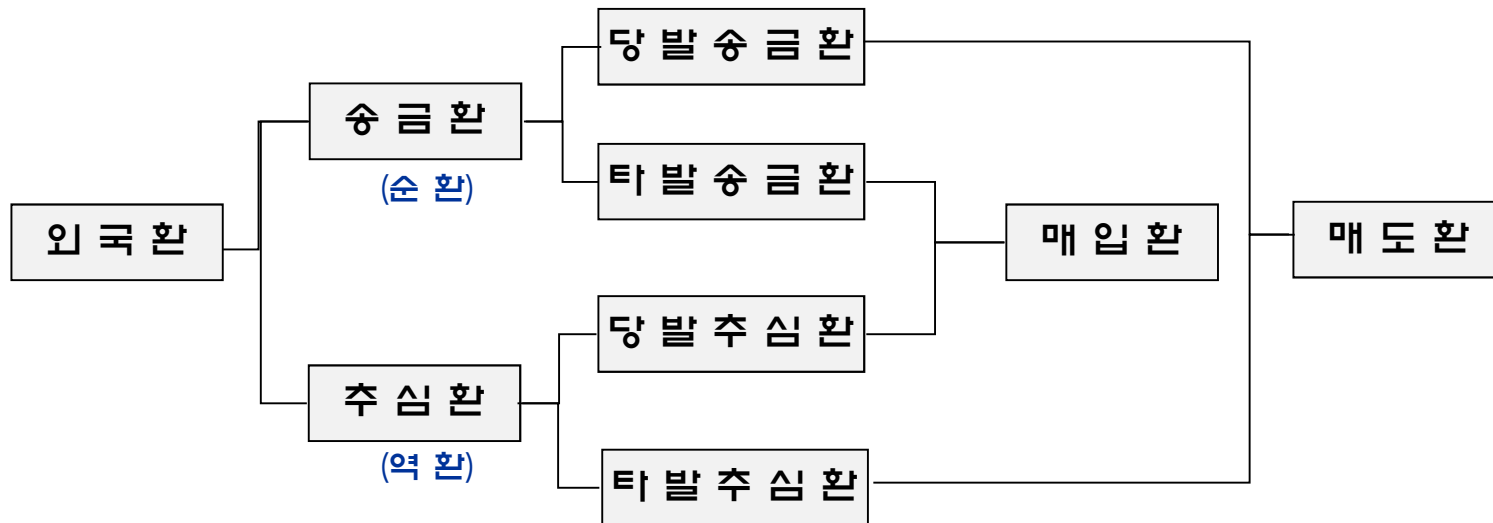 외 국 환
송 금 환
(순 환)
추 심 환
(역 환)
당 발 송 금 환
타 발 송 금 환
당 발 추 심 환
타 발 추 심 환
매 입 환
매 도 환